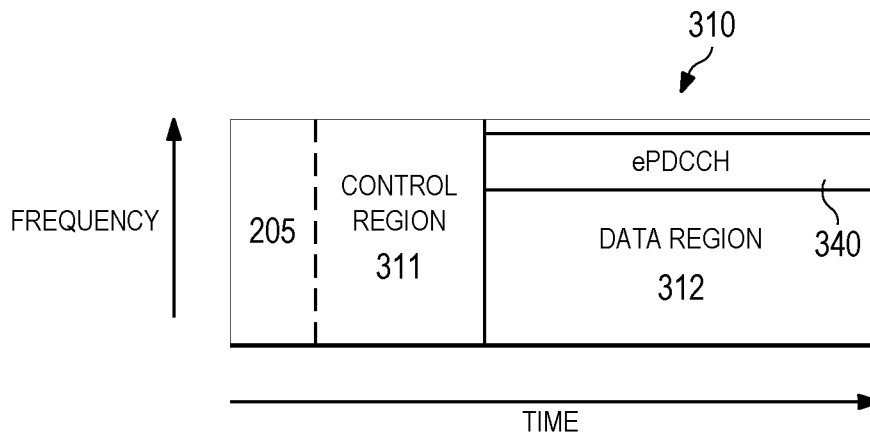 310
FREQUENCY
205
CONTROL
REGION
311
ePDCCH
DATA REGION
312
340
TIME